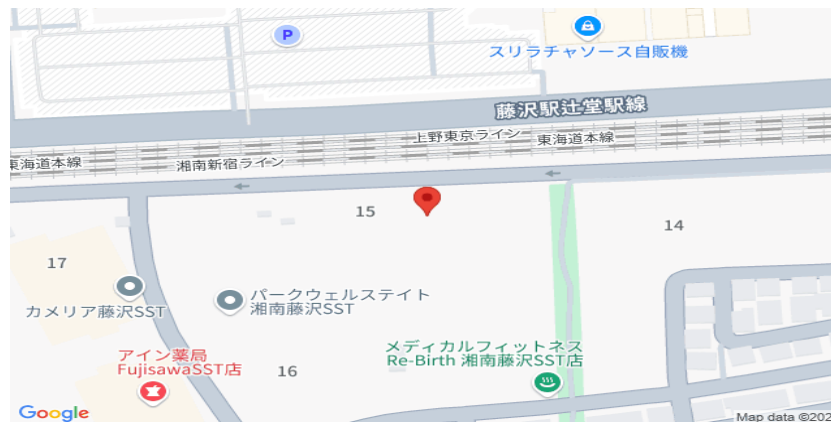 P
スリラチャソース自販機
藤沢駅辻堂駅線
上野東京ライン
東海道本線
東海道本線
湘南新宿ライン
15
14
17
カメリア藤沢SST
パークウェルステイト
湘南藤沢SST
メディカルフィットネス
Re-Birth 湘南藤沢SST店
アイン薬局
FujisawaSST店
16
Google
Map data ©202